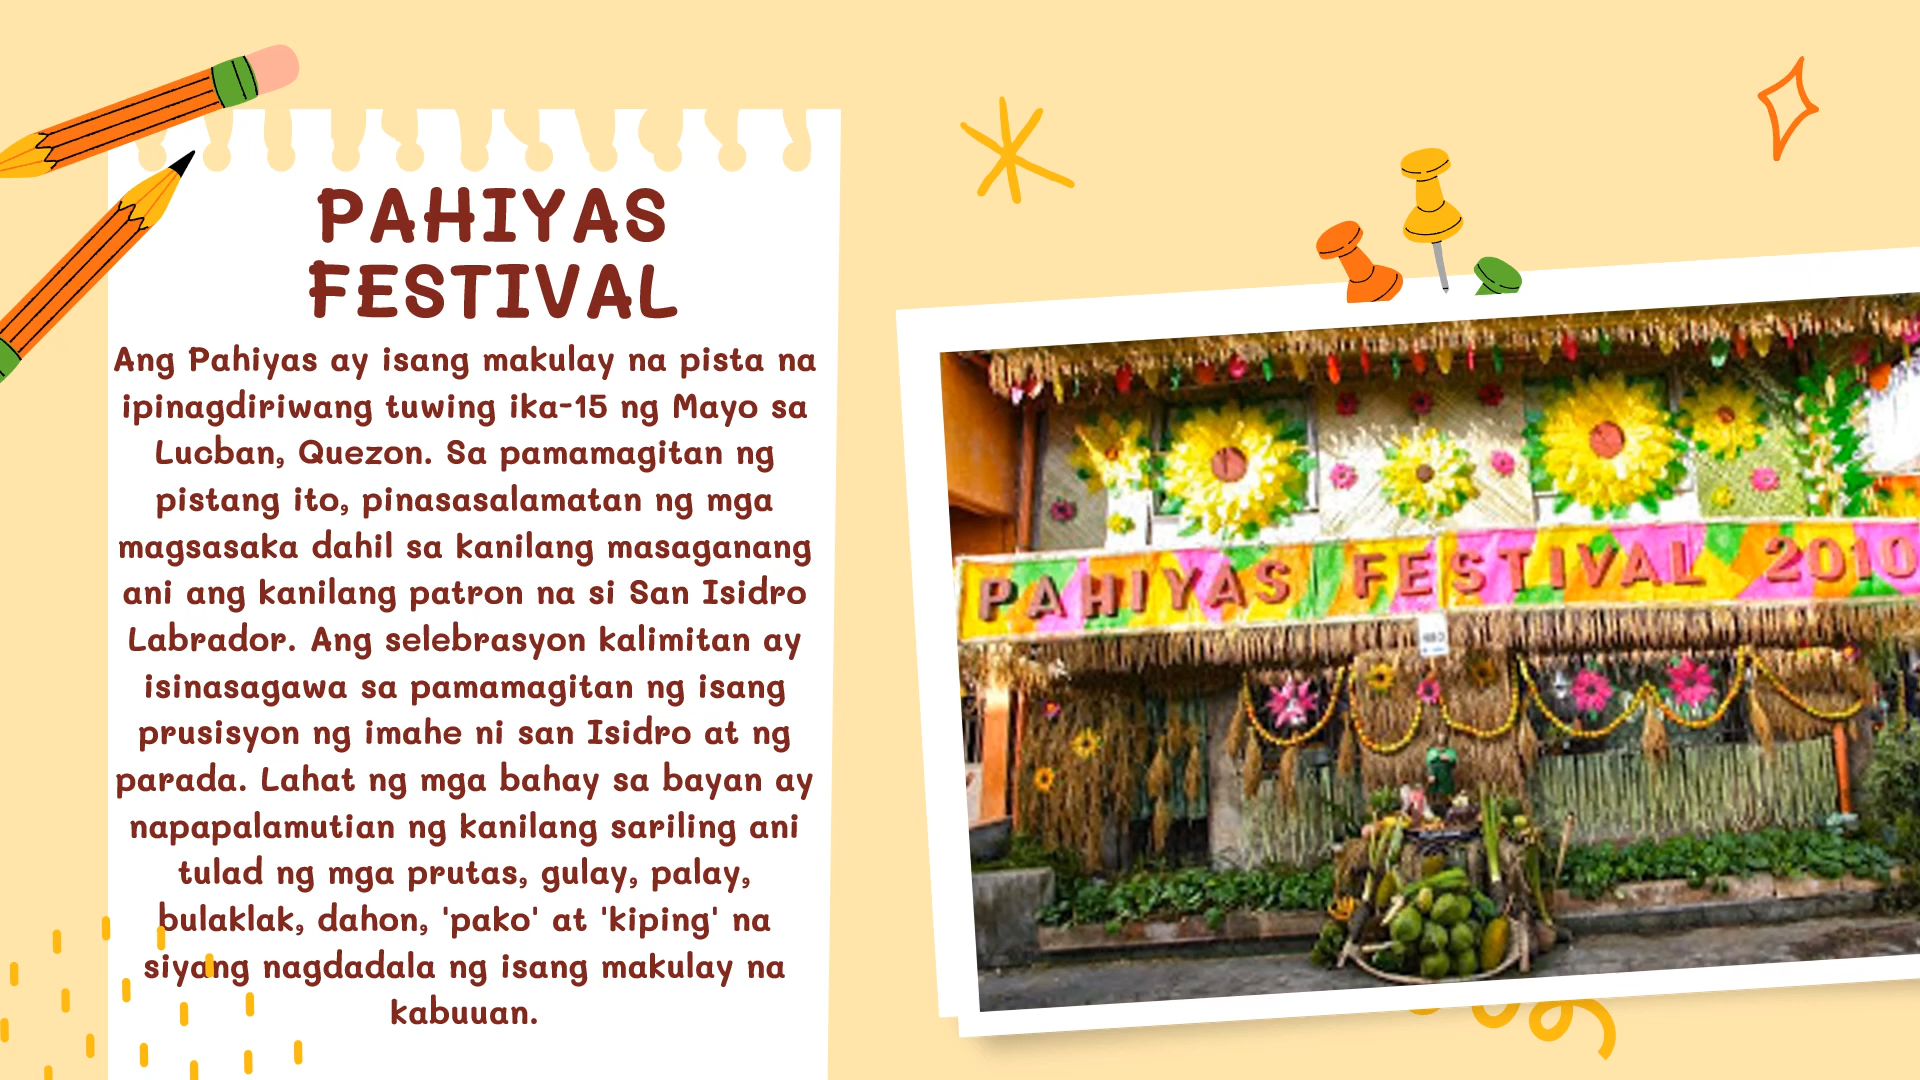 PAHIYAS
FESTIVAL
Ang Pahiyas ay isang makulay na pista na
ipinagdiriwang tuwing ika-15 ng Mayo sa
Lucban, Quezon. Sa pamamagitan ng
pistang ito, pinasasalamatan ng mga
magsasaka dahil sa kanilang masaganang
ani ang kanilang patron na si San Isidro
Labrador. Ang selebrasyon kalimitan ay
isinasagawa sa pamamagitan ng isang
prusisyon ng imahe ni san Isidro at ng
parada. Lahat ng mga bahay sa bayan ay
napapalamutian ng kanilang sariling ani
tulad ng mga prutas, gulay, palay,
bulaklak, dahon, 'pako' at 'kiping' na
siyang nagdadala ng isang makulay na
kabuuan.
PAHIYAS FESTIVAL 2010